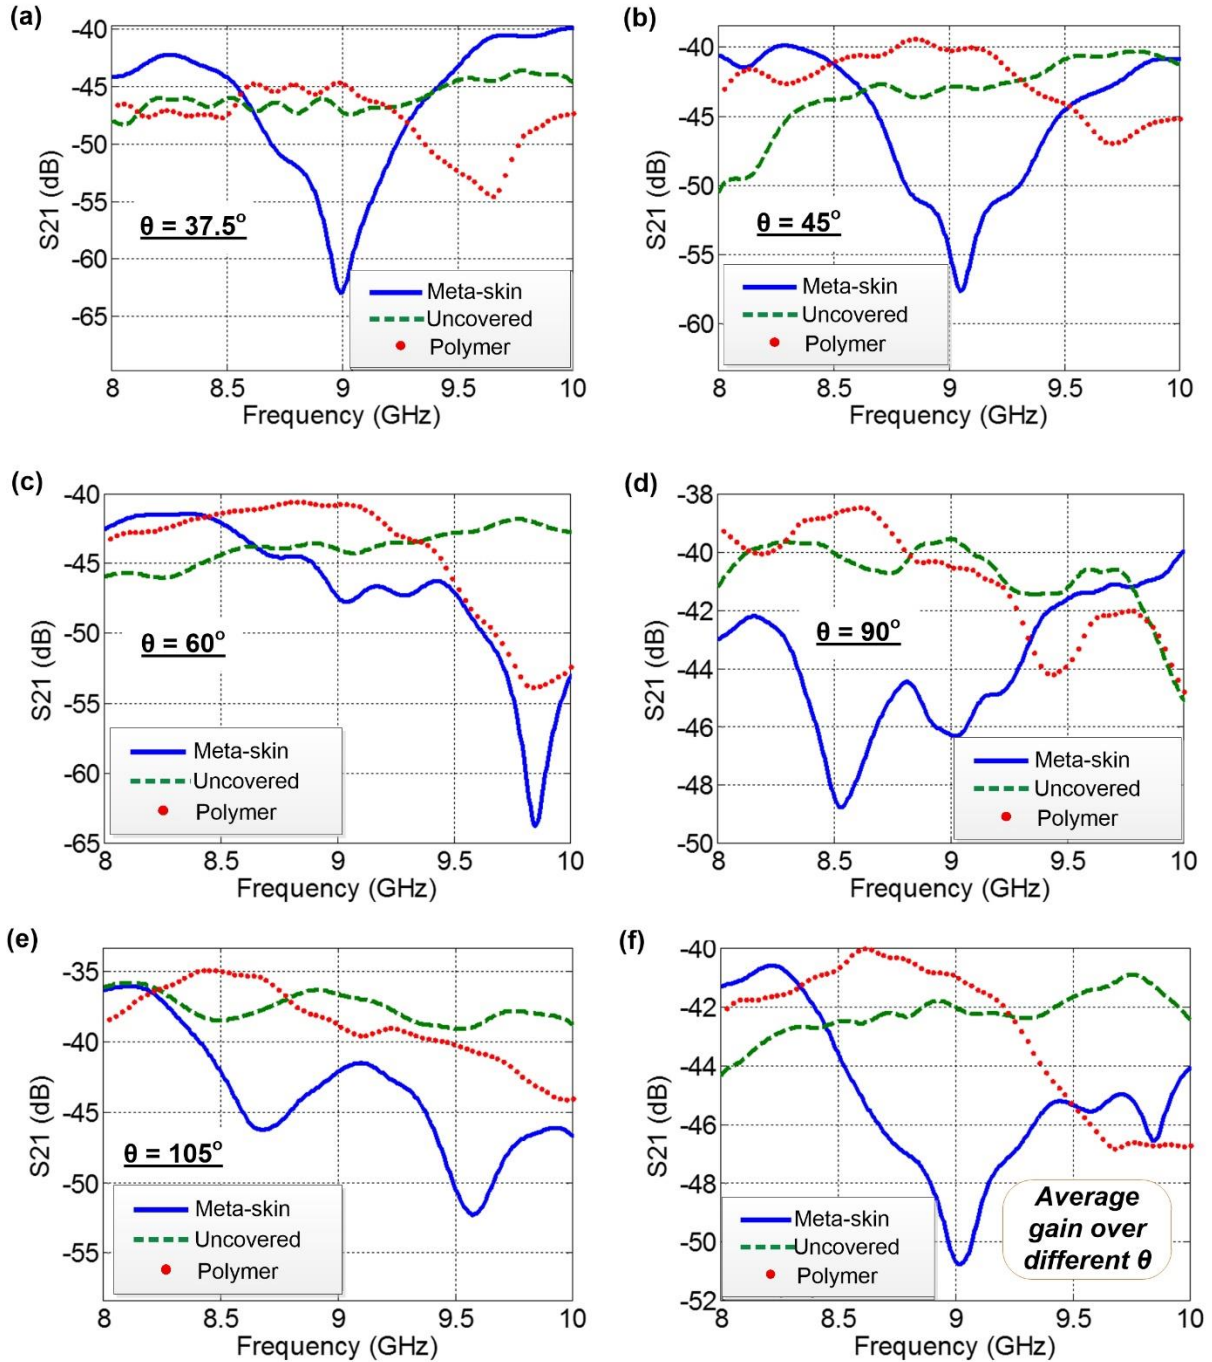 (a)
-40
-45
-50
-55
-60
-65
S21 (dB)
θ = 37.5°
Meta-skin
Uncovered
Polymer
8 8.5 9 9.5 10
Frequency (GHz)
(b)
-40
-45
-50
-55
-60
S21 (dB)
θ = 45°
Meta-skin
Uncovered
Polymer
8 8.5 9 9.5 10
Frequency (GHz)
(c)
-40
-45
-50
-55
-60
-65
S21 (dB)
θ = 60°
Meta-skin
Uncovered
Polymer
8 8.5 9 9.5 10
Frequency (GHz)
(d)
-38
-40
-42
-44
-46
-48
-50
S21 (dB)
θ = 90°
Meta-skin
Uncovered
Polymer
8 8.5 9 9.5 10
Frequency (GHz)
(e)
-35
-40
-45
-50
-55
S21 (dB)
θ = 105°
Meta-skin
Uncovered
Polymer
8 8.5 9 9.5 10
Frequency (GHz)
(f)
-40
-42
-44
-46
-48
-50
-52
S21 (dB)
Meta-skin
Uncovered
Polymer
Average
gain over
different θ
8 8.5 9 9.5 10
Frequency (GHz)